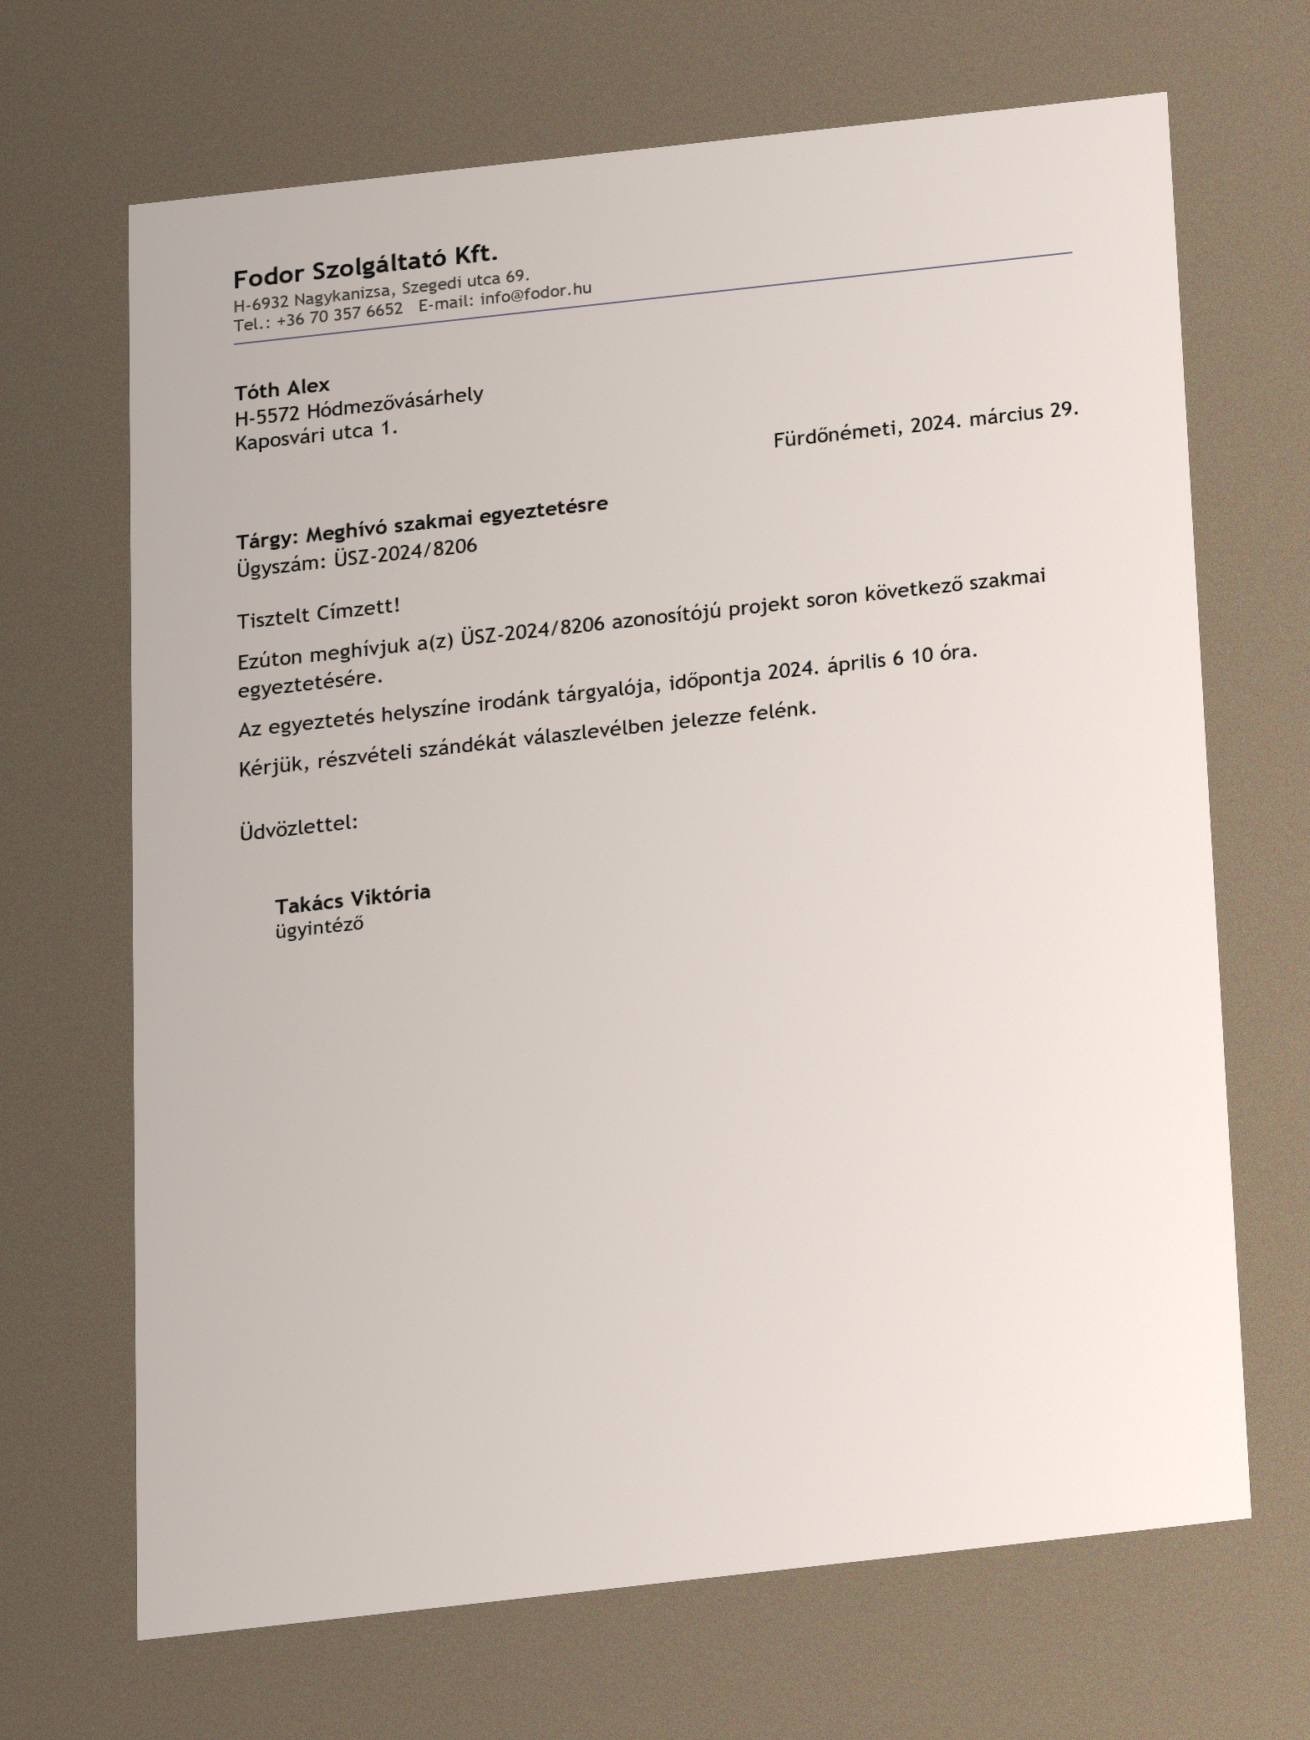 Fodor Szolgáltató Kft.
H-6932 Nagykanizsa, Szegedi utca 69.
Tel.: +36 70 357 6652 E-mail: info@fodor.hu
Tóth Alex
H-5572 Hódmezővásárhely
Kaposvári utca 1.
Fürdőnémeti, 2024. március 29.
Tárgy: Meghívó szakmai egyeztetésre
Ügyszám: ÜSZ-2024/8206
Tisztelt Címzett!
Ezúton meghívjuk a(z) ÜSZ-2024/8206 azonosítójú projekt soron következő szakmai
egyeztetésére.
Az egyeztetés helyszíne irodánk tárgyalója, időpontja 2024. április 6 10 óra.
Kérjük, részvételi szándékát válaszlevélben jelezze felénk.
Üdvözlettel:
Takács Viktória
ügyintéző